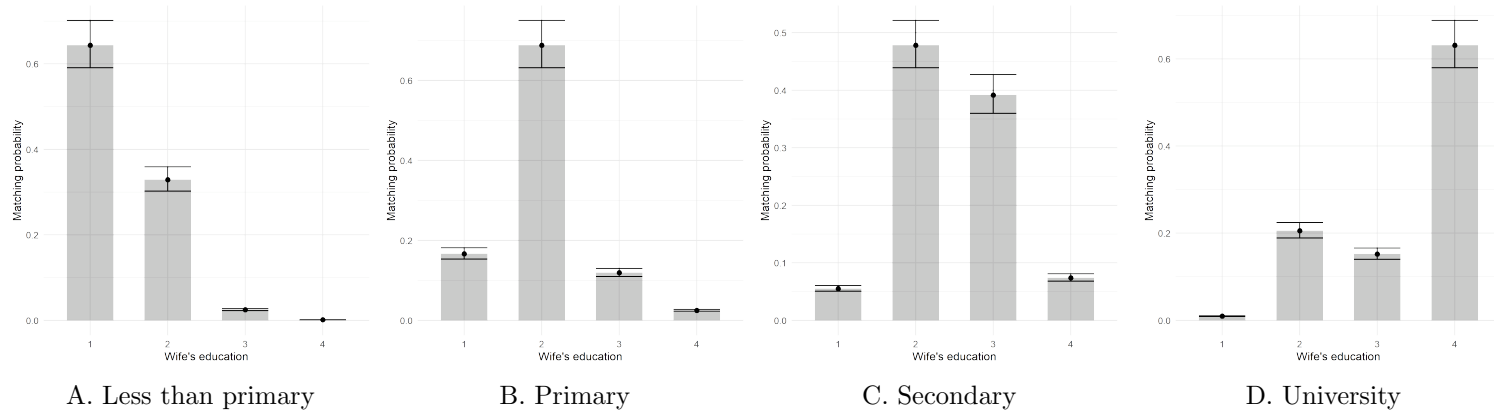 Matching probability
0.6
0.4
0.2
0.0
1 2 3 4
Wife's education
A. Less than primary
Matching probability
0.6
0.4
0.2
0.0
1 2 3 4
Wife's education
B. Primary
Matching probability
0.5
0.4
0.3
0.2
0.1
0.0
1 2 3 4
Wife's education
C. Secondary
Matching probability
0.6
0.4
0.2
0.0
1 2 3 4
Wife's education
D. University